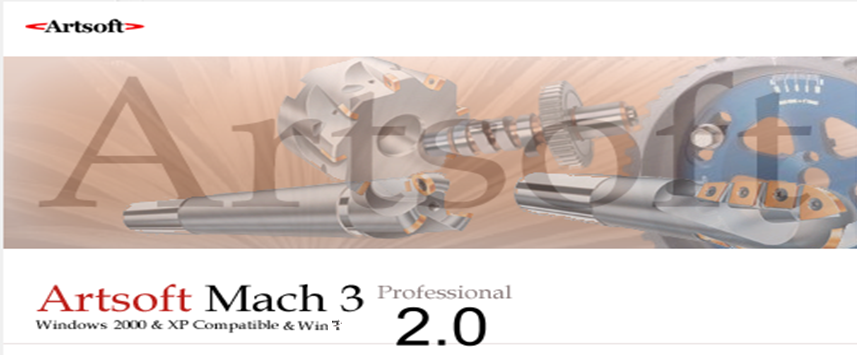 <Artsoft>
Artsoft
Artsoft Mach 3 Professional
Windows 2000 & XP Compatible & Win
2.0